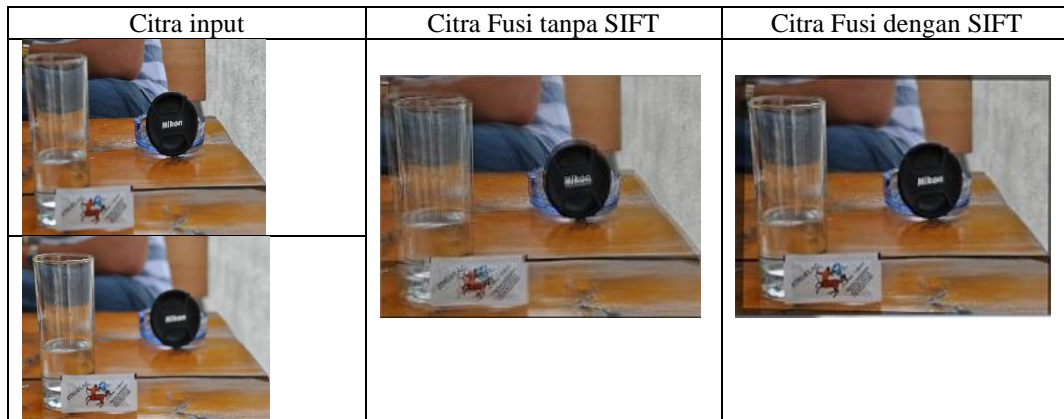 Citra input
Citra Fusi tanpa SIFT
Citra Fusi dengan SIFT
Nikon
Nikon
Nikon
Nikon